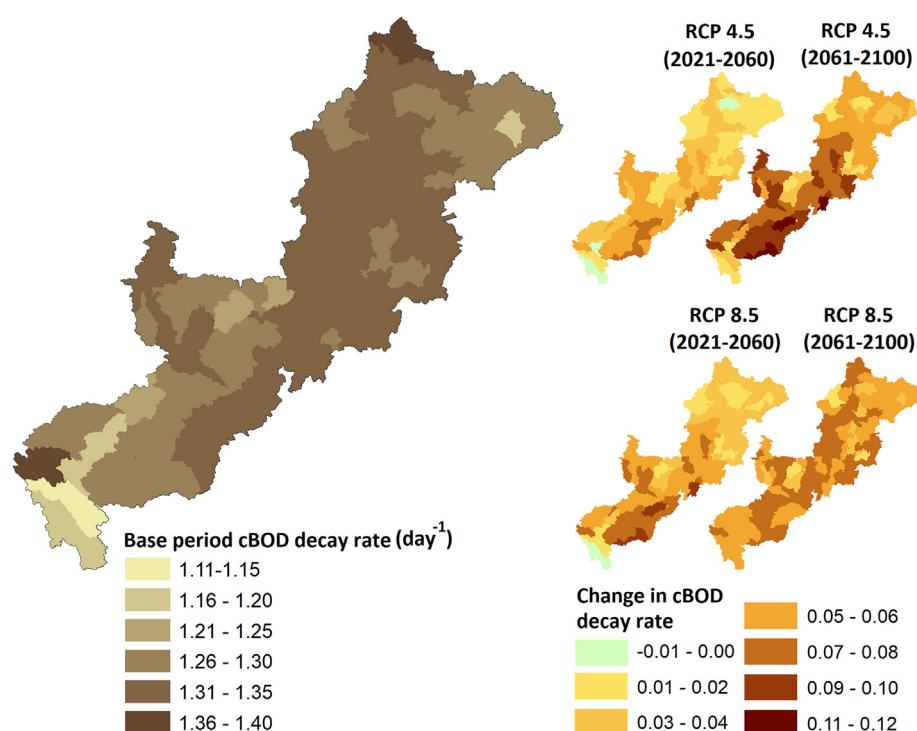 RCP 4.5
(2021-2060)
RCP 4.5
(2061-2100)
RCP 8.5
(2021-2060)
RCP 8.5
(2061-2100)
Base period cBOD decay rate (day-1)
1.11-1.15
1.16 - 1.20
1.21 - 1.25
1.26 - 1.30
1.31 - 1.35
1.36 - 1.40
Change in cBOD
decay rate
-0.01 - 0.00
0.01 - 0.02
0.03 - 0.04
0.05 - 0.06
0.07 - 0.08
0.09 - 0.10
0.11 - 0.12